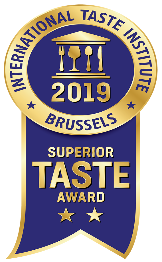 INTERNATIONAL TASTE INSTITUTE
2019
BRUSSELS
SUPERIOR
TASTE
AWARD